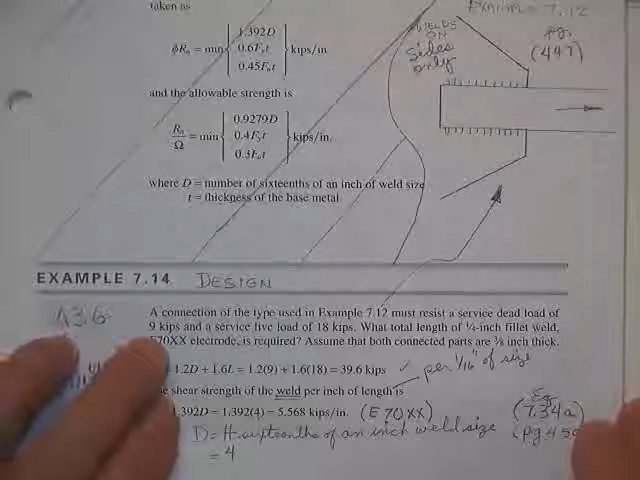 taken as
EXAMPLE 7.12
pg.
(447)
WELDS
ON
Sides
only
ϕRn = min { 1.392D
0.6Fyt
0.45Fut } kips/in
and the allowable strength is
Rn/Ω = min { 0.9279D
0.4Fyt
0.3Fut } kips/in.
where D = number of sixteenths of an inch of weld size
t = thickness of the base metal
EXAMPLE 7.14 DESIGN
A36
A connection of the type used in Example 7.12 must resist a service dead load of
9 kips and a service live load of 18 kips. What total length of ¼-inch fillet weld,
E70XX electrode, is required? Assume that both connected parts are ⅜ inch thick.
= 1.2D + 1.6L = 1.2(9) + 1.6(18) = 39.6 kips ✓ per 1/16" of size
shear strength of the weld per inch of length is
1.392D = 1.392(4) = 5.568 kips/in. (E70XX)
Eq.
(7.34a)
D = # sixteenths of an inch weld size
(pg 45
= 4